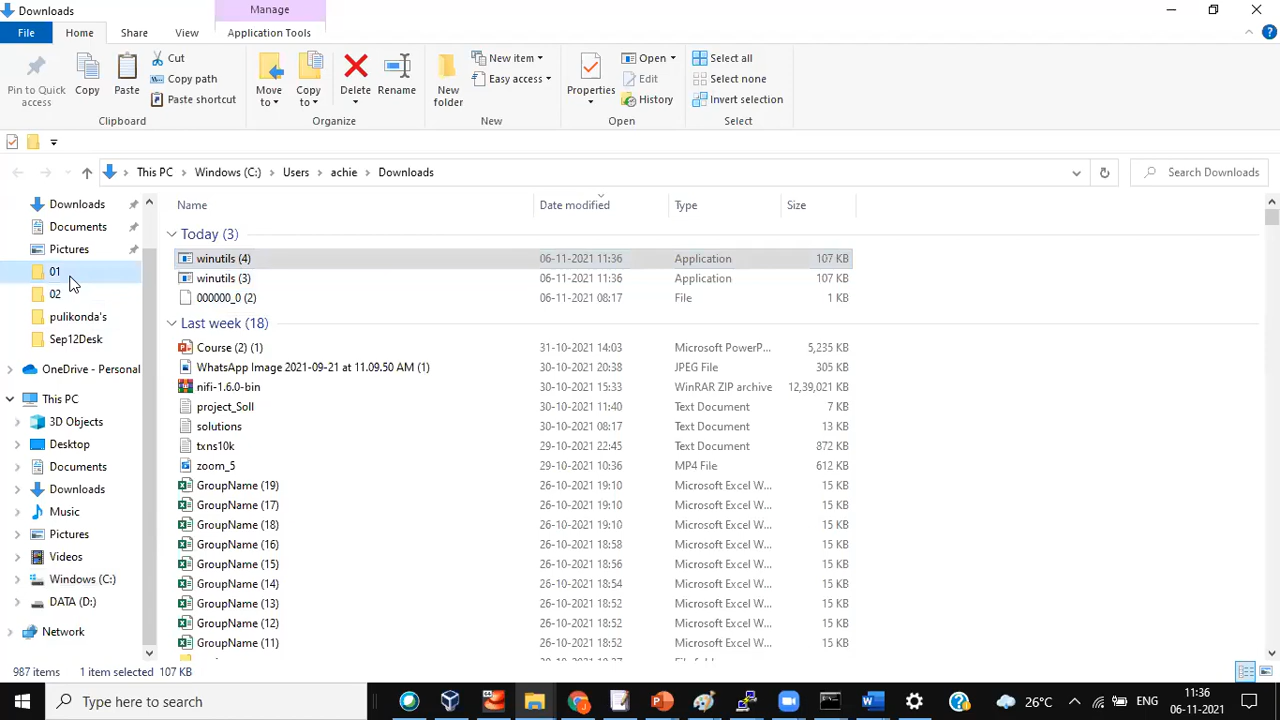 Downloads
Manage
File Home Share View Application Tools
Pin to Quick access
Copy
Paste
Cut
Copy path
Paste shortcut
Clipboard
Move to
Copy to
Delete
Rename
Organize
New folder
New item
Easy access
New
Properties
Open
Edit
History
Open
Select all
Select none
Invert selection
Select
This PC › Windows (C:) › Users › achie › Downloads
Search Downloads
Downloads
Documents
Pictures
01
02
pulikonda's
Sep12Desk
OneDrive - Personal
This PC
3D Objects
Desktop
Documents
Downloads
Music
Pictures
Videos
Windows (C:)
DATA (D:)
Network
Name Date modified Type Size
Today (3)
winutils (4) 06-11-2021 11:36 Application 107 KB
winutils (3) 06-11-2021 11:36 Application 107 KB
000000_0 (2) 06-11-2021 08:17 File 1 KB
Last week (18)
Course (2) (1) 31-10-2021 14:03 Microsoft PowerP... 5,235 KB
WhatsApp Image 2021-09-21 at 11.09.50 AM (1) 30-10-2021 20:38 JPEG File 305 KB
nifi-1.6.0-bin 30-10-2021 15:33 WinRAR ZIP archive 12,39,021 KB
project_Soll 30-10-2021 11:40 Text Document 7 KB
solutions 30-10-2021 08:17 Text Document 13 KB
txns10k 29-10-2021 22:45 Text Document 872 KB
zoom_5 29-10-2021 10:36 MP4 File 612 KB
GroupName (19) 26-10-2021 19:10 Microsoft Excel W... 15 KB
GroupName (17) 26-10-2021 19:10 Microsoft Excel W... 15 KB
GroupName (18) 26-10-2021 19:10 Microsoft Excel W... 15 KB
GroupName (16) 26-10-2021 18:58 Microsoft Excel W... 15 KB
GroupName (15) 26-10-2021 18:56 Microsoft Excel W... 15 KB
GroupName (14) 26-10-2021 18:54 Microsoft Excel W... 15 KB
GroupName (13) 26-10-2021 18:52 Microsoft Excel W... 15 KB
GroupName (12) 26-10-2021 18:52 Microsoft Excel W... 15 KB
GroupName (11) 26-10-2021 18:52 Microsoft Excel W... 15 KB
987 items 1 item selected 107 KB
Type here to search
26°C
ENG
11:36
06-11-2021